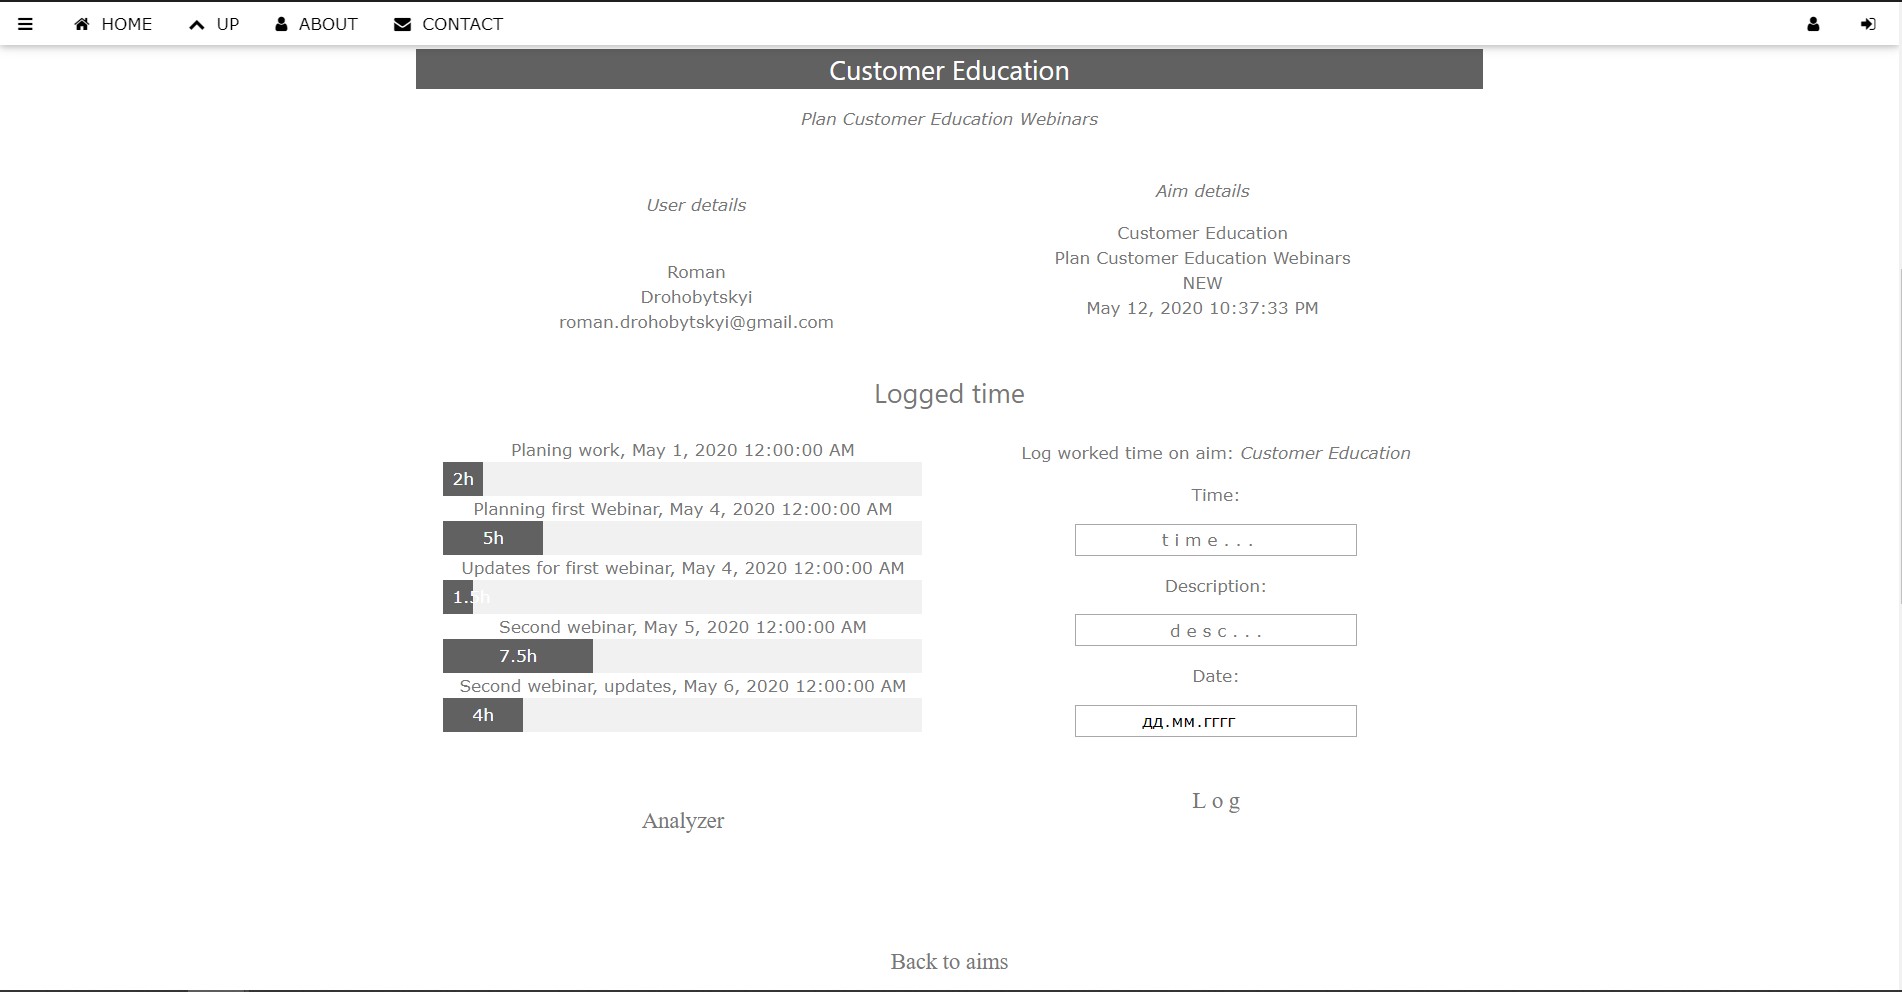 HOME UP ABOUT CONTACT
Customer Education
Plan Customer Education Webinars
User details
Roman
Drohobytskyi
roman.drohobytskyi@gmail.com
Aim details
Customer Education
Plan Customer Education Webinars
NEW
May 12, 2020 10:37:33 PM
Logged time
Planing work, May 1, 2020 12:00:00 AM
2h
Planning first Webinar, May 4, 2020 12:00:00 AM
5h
Updates for first webinar, May 4, 2020 12:00:00 AM
1.5h
Second webinar, May 5, 2020 12:00:00 AM
7.5h
Second webinar, updates, May 6, 2020 12:00:00 AM
4h
Analyzer
Log worked time on aim: Customer Education
Time:
time...
Description:
desc...
Date:
дд.мм.гггг
Log
Back to aims